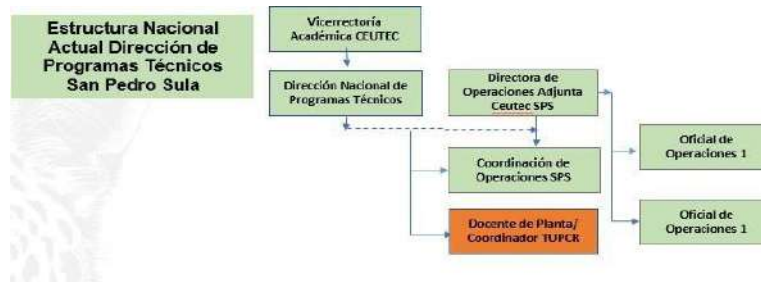 Estructura Nacional
Actual Dirección de
Programas Técnicos
San Pedro Sula
Vicerrectoría
Académica CEUTEC
Dirección Nacional de
Programas Técnicos
Directora de
Operaciones Adjunta
Ceutec SPS
Oficial de
Operaciones 1
Coordinación de
Operaciones SPS
Docente de Planta/
Coordinador TUPCR
Oficial de
Operaciones 1